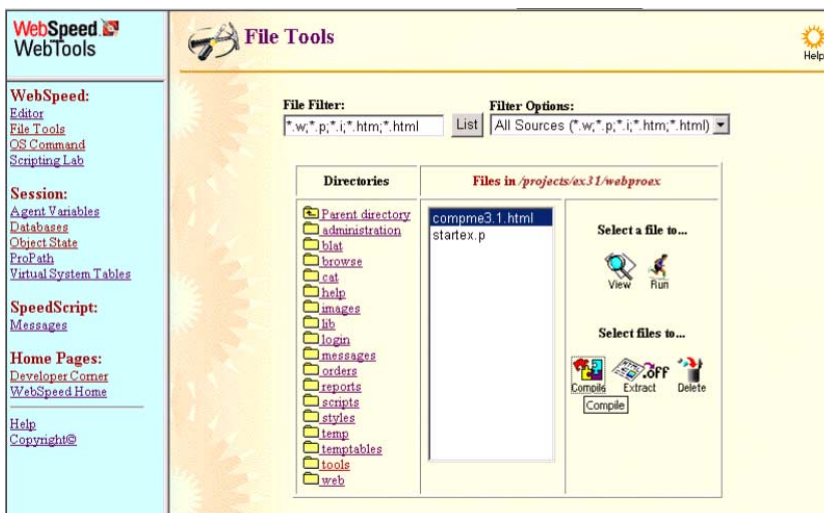 WebSpeed
WebTools
WebSpeed:
Editor
File Tools
OS Command
Scripting Lab
Session:
Agent Variables
Databases
Object State
ProPath
Virtual System Tables
SpeedScript:
Messages
Home Pages:
Developer Corner
WebSpeed Home
Help
Copyright©
File Tools
Help
File Filter:
*.w;*.p;*.i;*.htm;*.html
List
Filter Options:
All Sources (*.w;*.p;*.i;*.htm;*.html)
Directories
Parent directory
administration
blat
browse
cat
help
images
lib
login
messages
orders
reports
scripts
styles
temp
temptables
tools
web
Files in /projects/ex31/webproex
compme3.1.html
startex.p
Select a file to...
View Run
Select files to...
.off
Compile Extract Delete
Compile